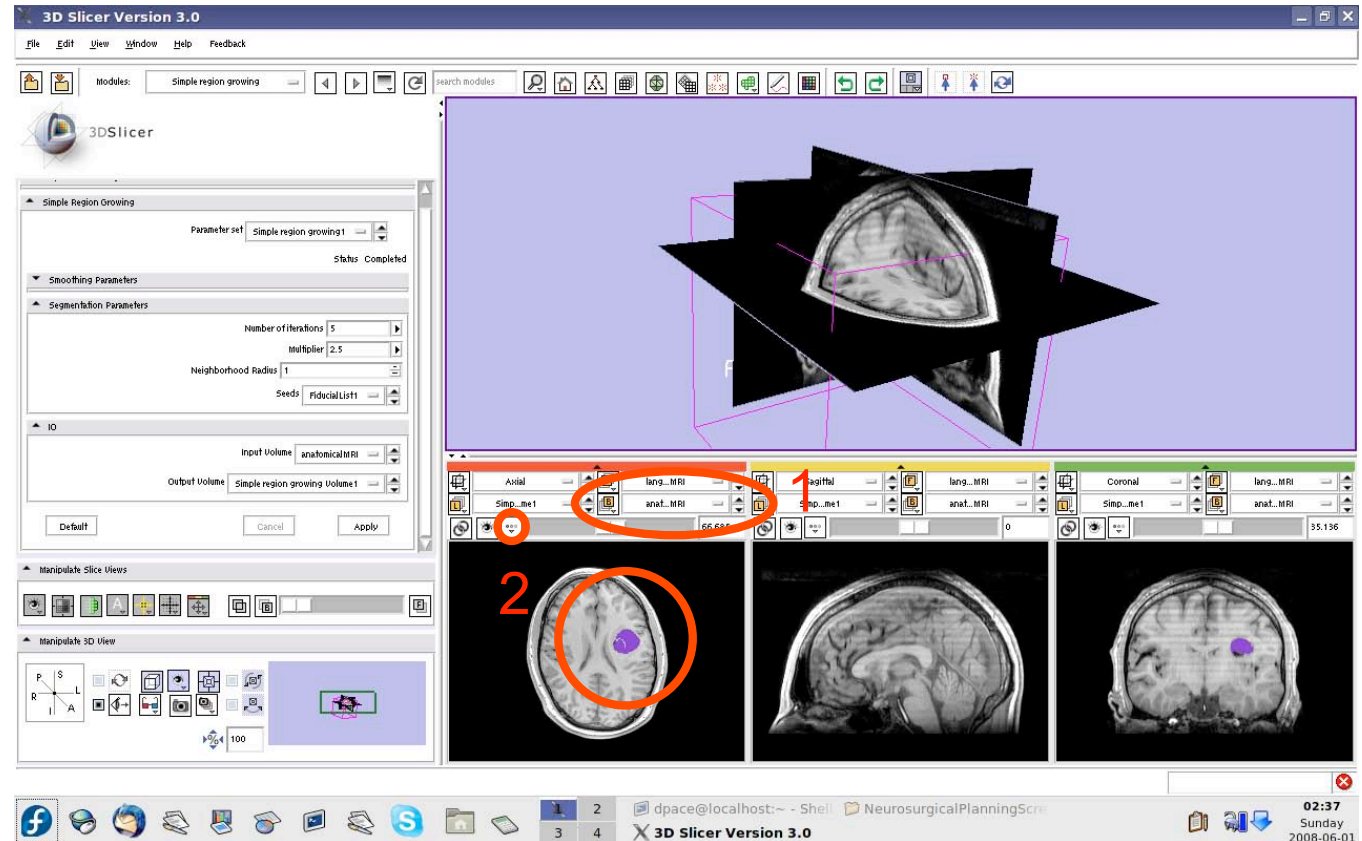 3D Slicer Version 3.0
File Edit View Window Help Feedback
Modules: Simple region growing search modules
3DSlicer
Simple Region Growing
Parameter set Simple region growing1
Status Completed
Smoothing Parameters
Segmentation Parameters
Number of iterations 5
Multiplier 2.5
Neighborhood Radius 1
Seeds FiducialList1
IO
Input Volume anatomicalMRI
Output Volume Simple region growing Volume1
Default Cancel Apply
Manipulate Slice Views
Manipulate 3D View
P S
R L
I A
100
1
Axial lang...MRI Sagittal lang...MRI Coronal lang...MRI
Simp...me1 anat...MRI Simp...me1 anat...MRI Simp...me1 anat...MRI
0 35.136
2
1 2 dpace@localhost:~ - Shell NeurosurgicalPlanningScre
3 4 3D Slicer Version 3.0
02:37
Sunday
2008-06-01